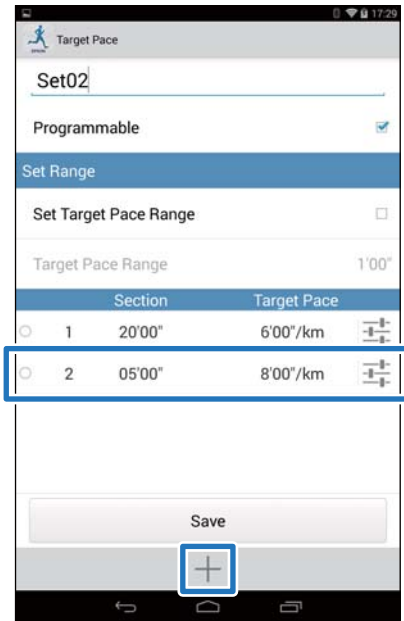 17:29
EPSON Target Pace
Set02
Programmable
Set Range
Set Target Pace Range
Target Pace Range 1'00"
Section Target Pace
1 20'00" 6'00"/km
2 05'00" 8'00"/km
Save